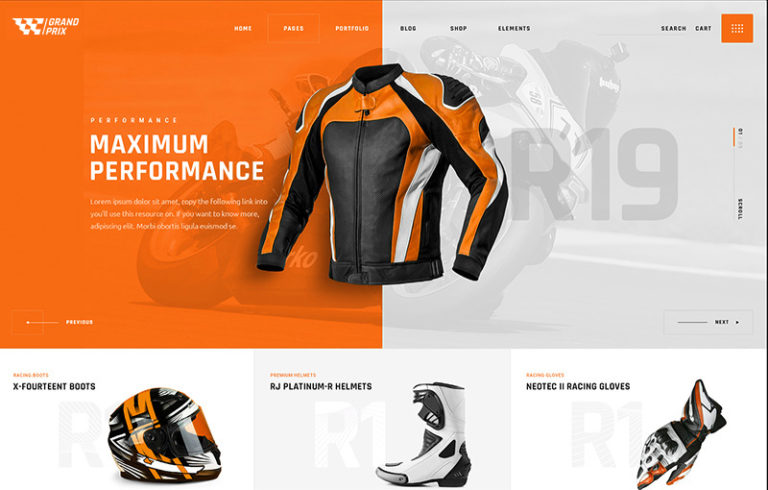 GRAND
PRIX
HOME
PAGES
PORTFOLIO
BLOG
SHOP
ELEMENTS
SEARCH
CART
PERFORMANCE
MAXIMUM
PERFORMANCE
Lorem ipsum dolor sit amet, copy the following link into
you'll use this resource on. if you want to know more,
adipiscing elit. Morbi obortis ligula euismod se.
R19
01
SCROLL
PREVIOUS
NEXT
RACING BOOTS
X-FOURTEENT BOOTS
R1
PREMIUM HELMETS
RJ PLATINUM-R HELMETS
R1
RACING GLOVES
NEOTEC II RACING GLOVES
R1